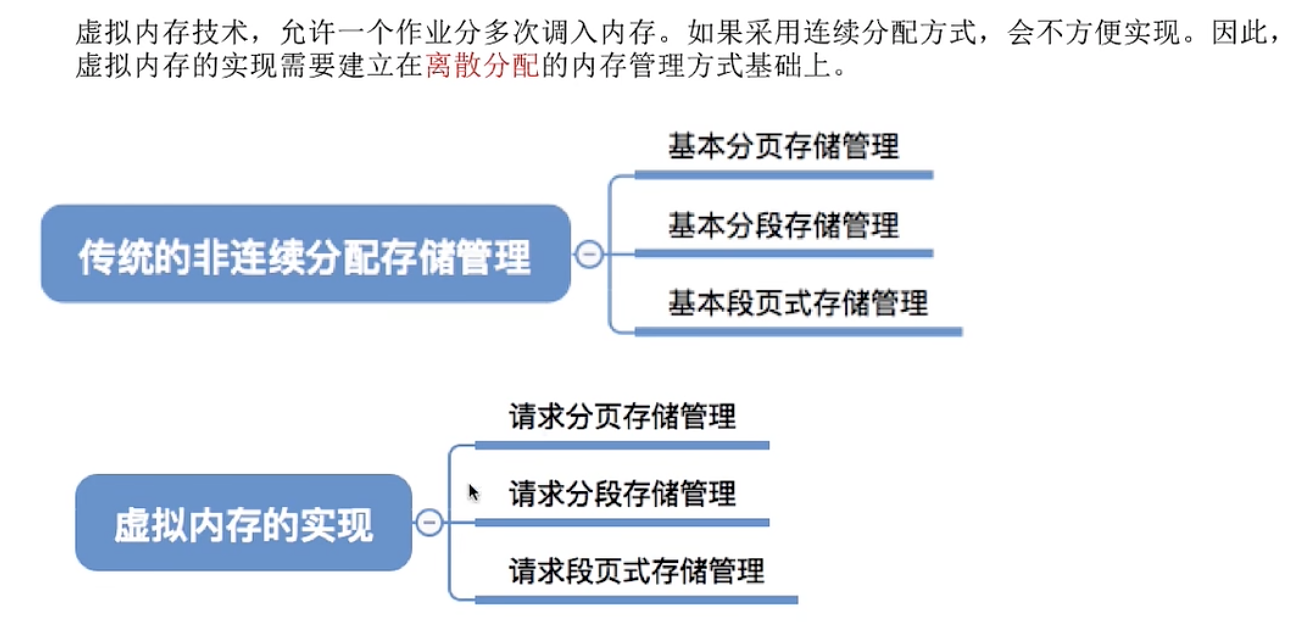 虚拟内存技术，允许一个作业分多次调入内存。如果采用连续分配方式，会不方便实现。因此，
虚拟内存的实现需要建立在离散分配的内存管理方式基础上。
基本分页存储管理
基本分段存储管理
传统的非连续分配存储管理
基本段页式存储管理
请求分页存储管理
请求分段存储管理
虚拟内存的实现
请求段页式存储管理